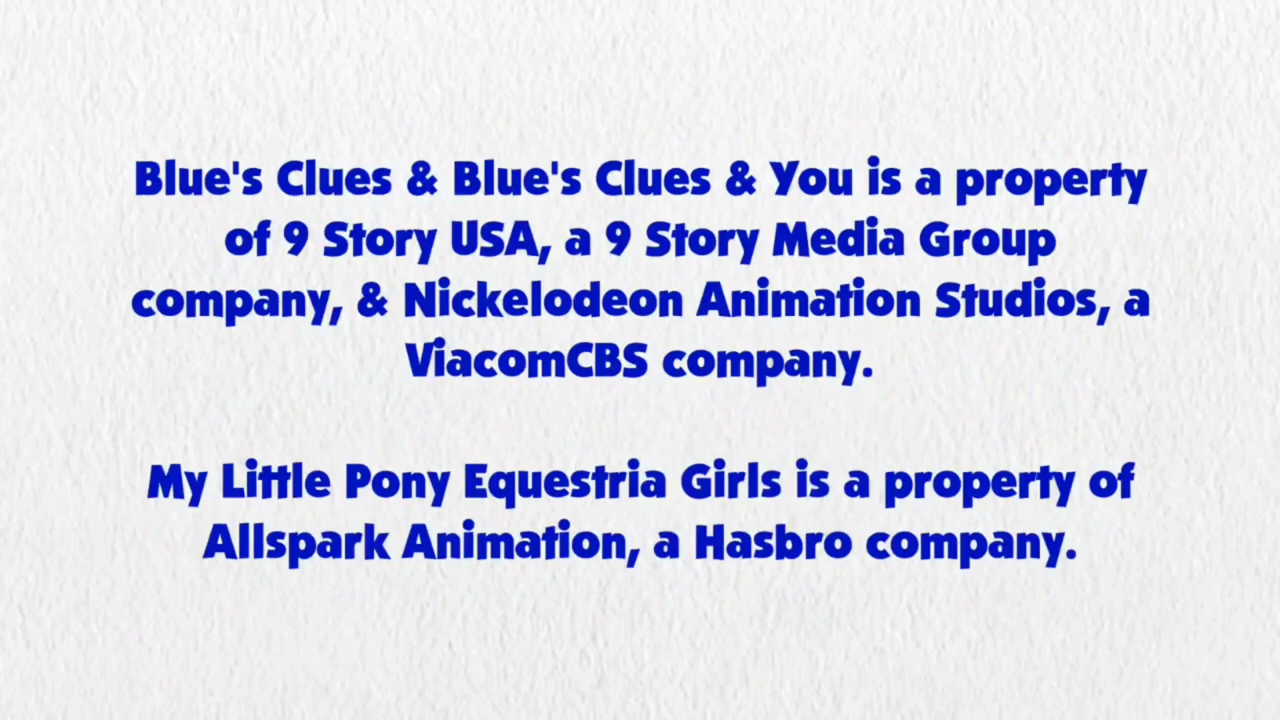 Blue's Clues & Blue's Clues & You is a property
of 9 Story USA, a 9 Story Media Group
company, & Nickelodeon Animation Studios, a
ViacomCBS company.
My Little Pony Equestria Girls is a property of
Allspark Animation, a Hasbro company.